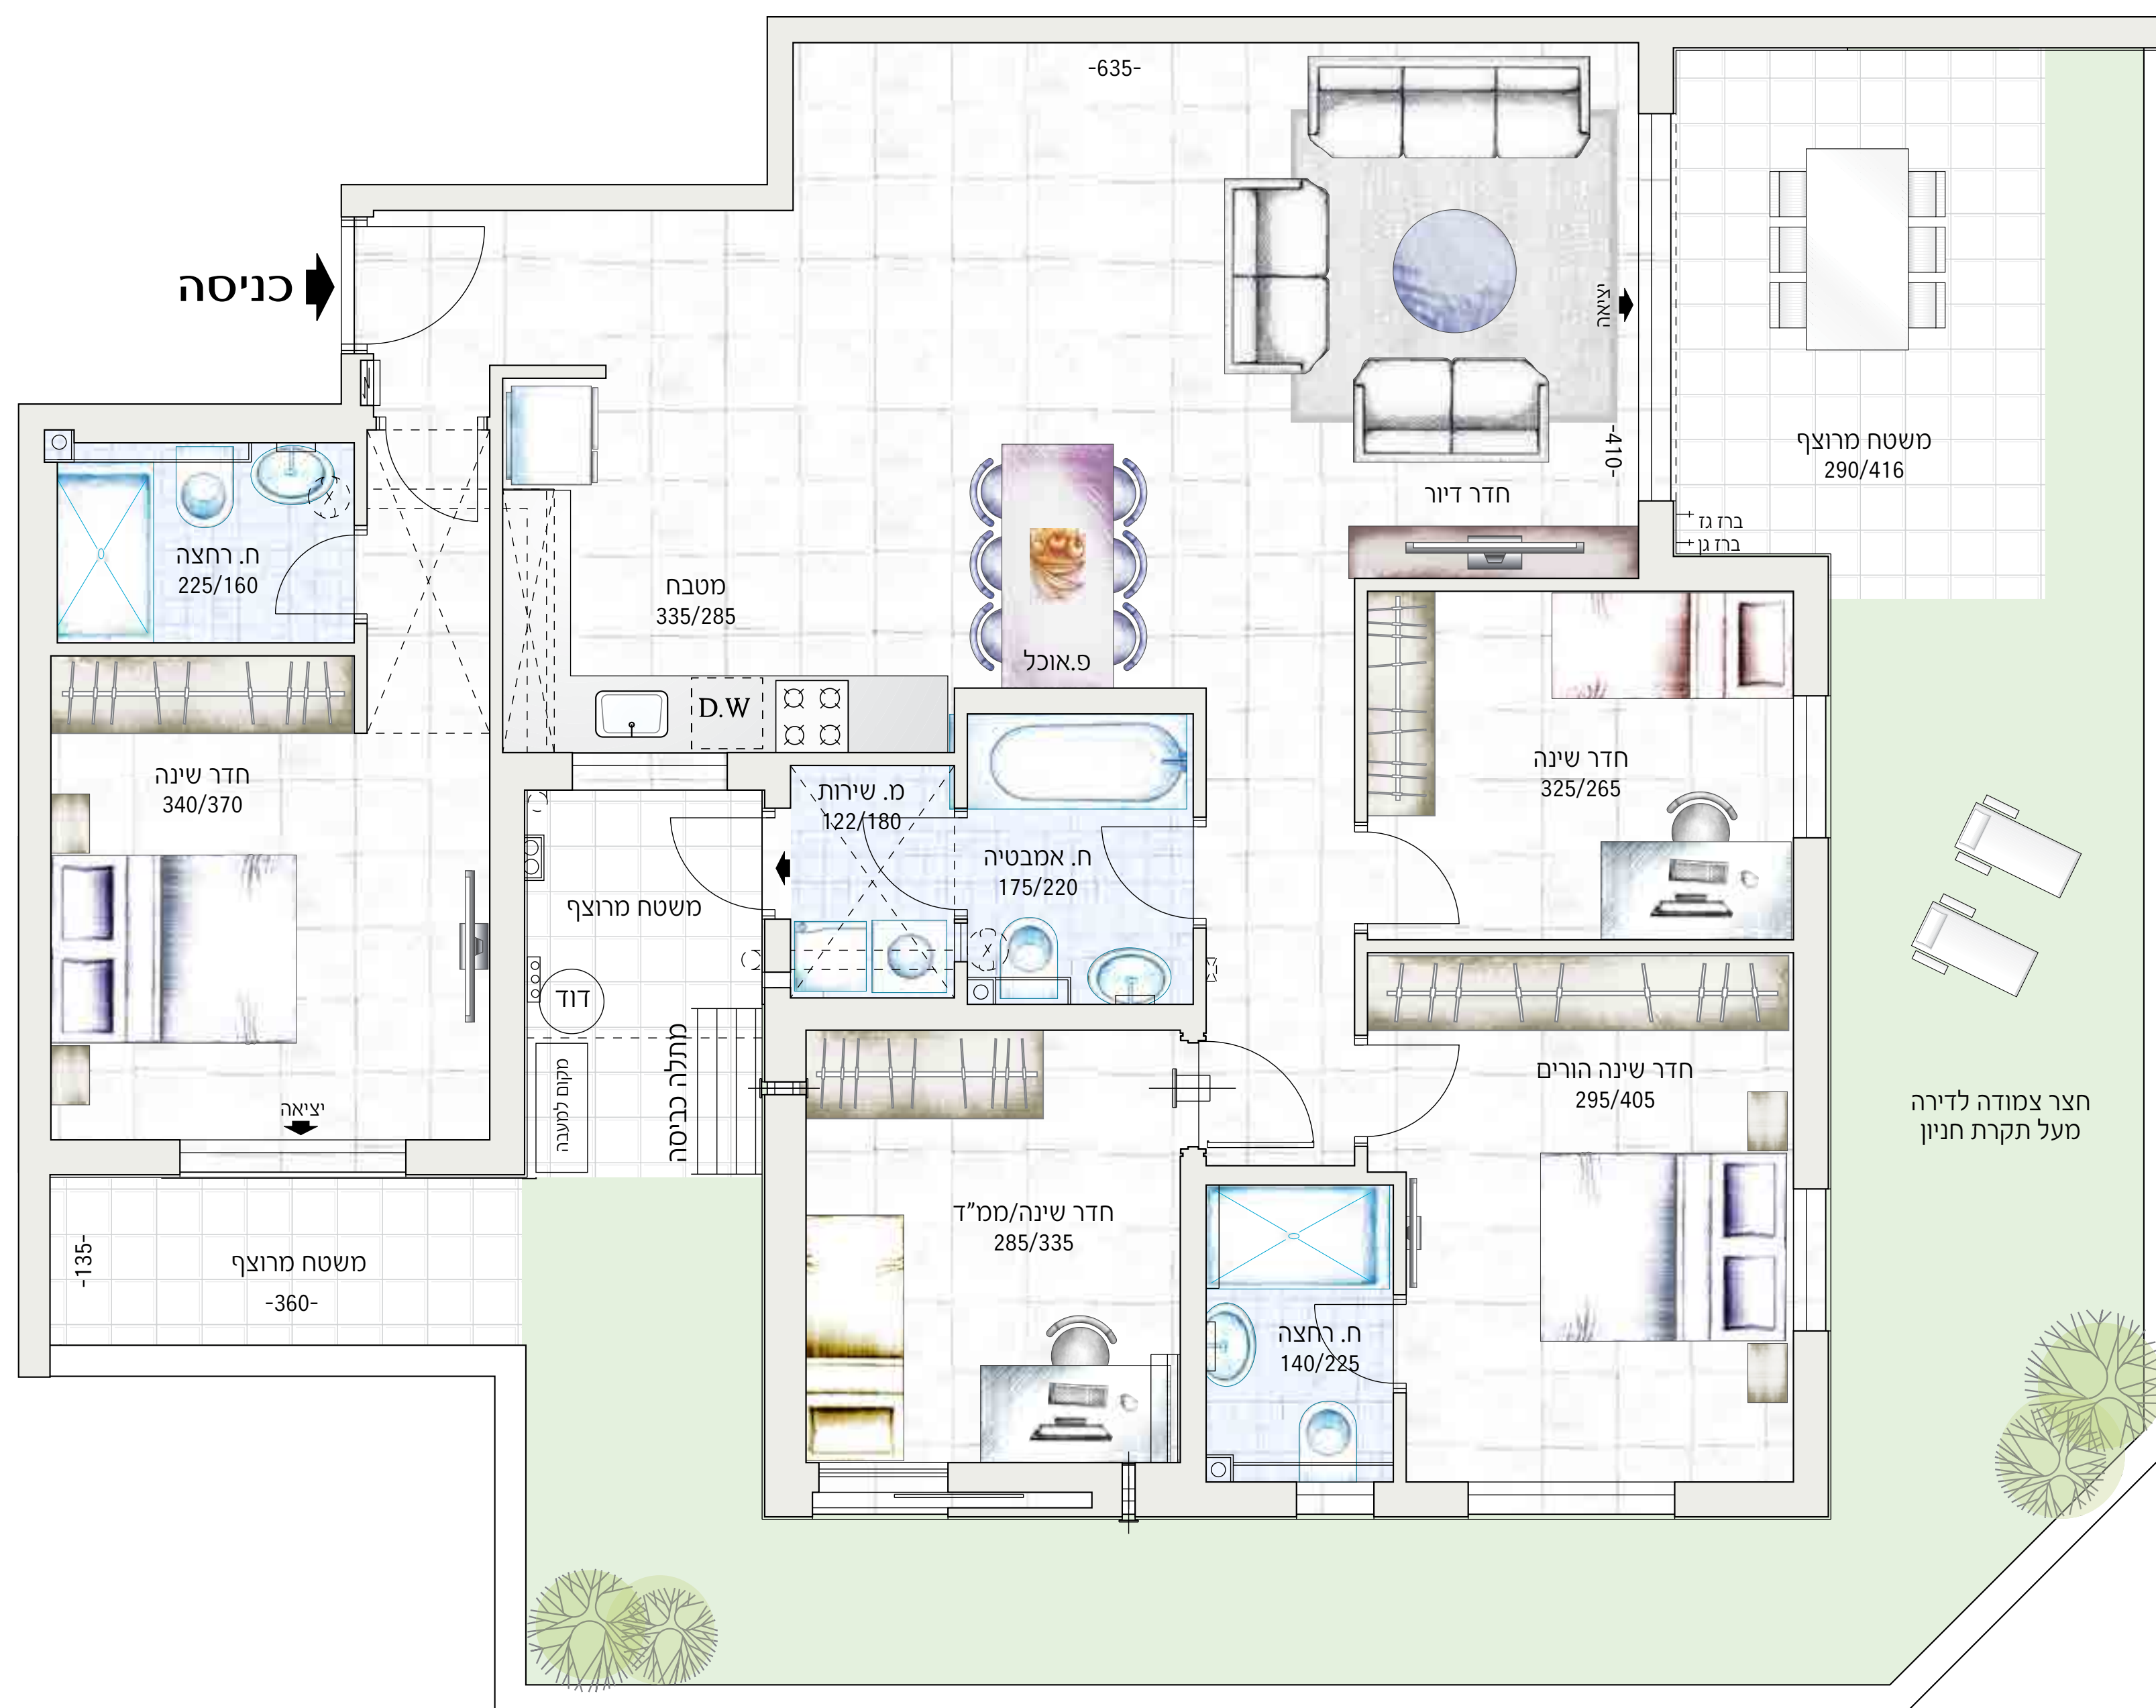 -635-
כניסה
יציאה
-410-
משטח מרוצף
290/416
חדר דיור
ברז גז
ברז גן
ח. רחצה
225/160
מטבח
335/285
פ.אוכל
D.W
חדר שינה
340/370
מ. שירות
122/180
חדר שינה
325/265
ח. אמבטיה
175/220
משטח מרוצף
דוד
מתלה כביסה
מקום למעבה
חדר שינה הורים
295/405
יציאה
חצר צמודה לדירה
מעל תקרת חניון
חדר שינה/ממ"ד
285/335
-135-
משטח מרוצף
-360-
ח. רחצה
140/225